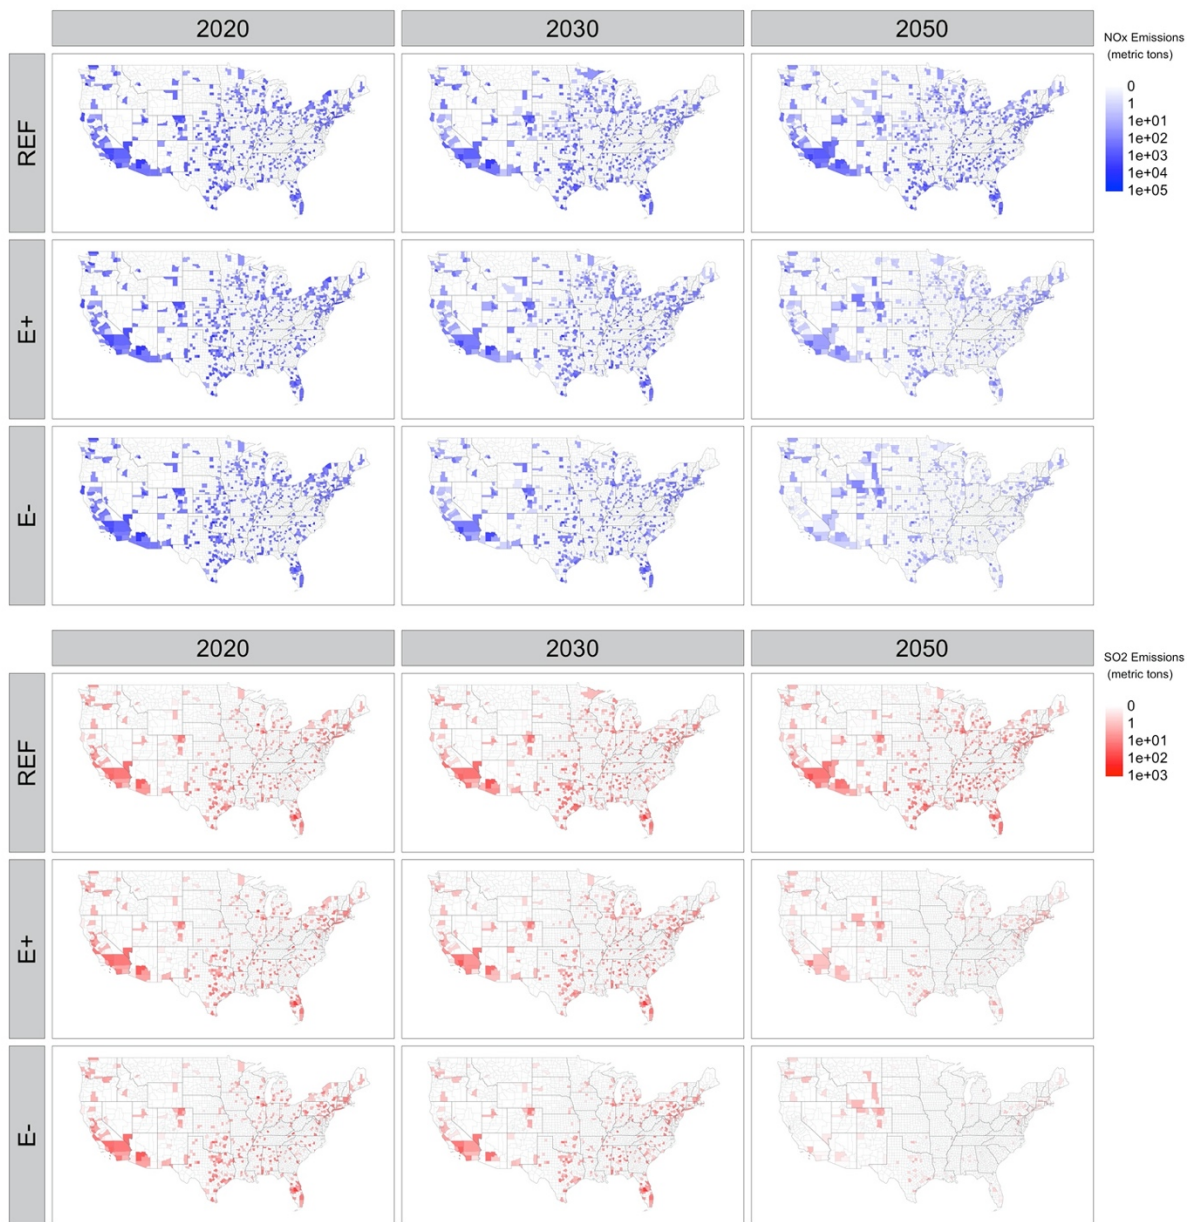 2020 2030 2050
NOx Emissions
(metric tons)
0
1
1e+01
1e+02
1e+03
1e+04
1e+05
REF
E+
E-
2020 2030 2050
SO2 Emissions
(metric tons)
0
1
1e+01
1e+02
1e+03
REF
E+
E-